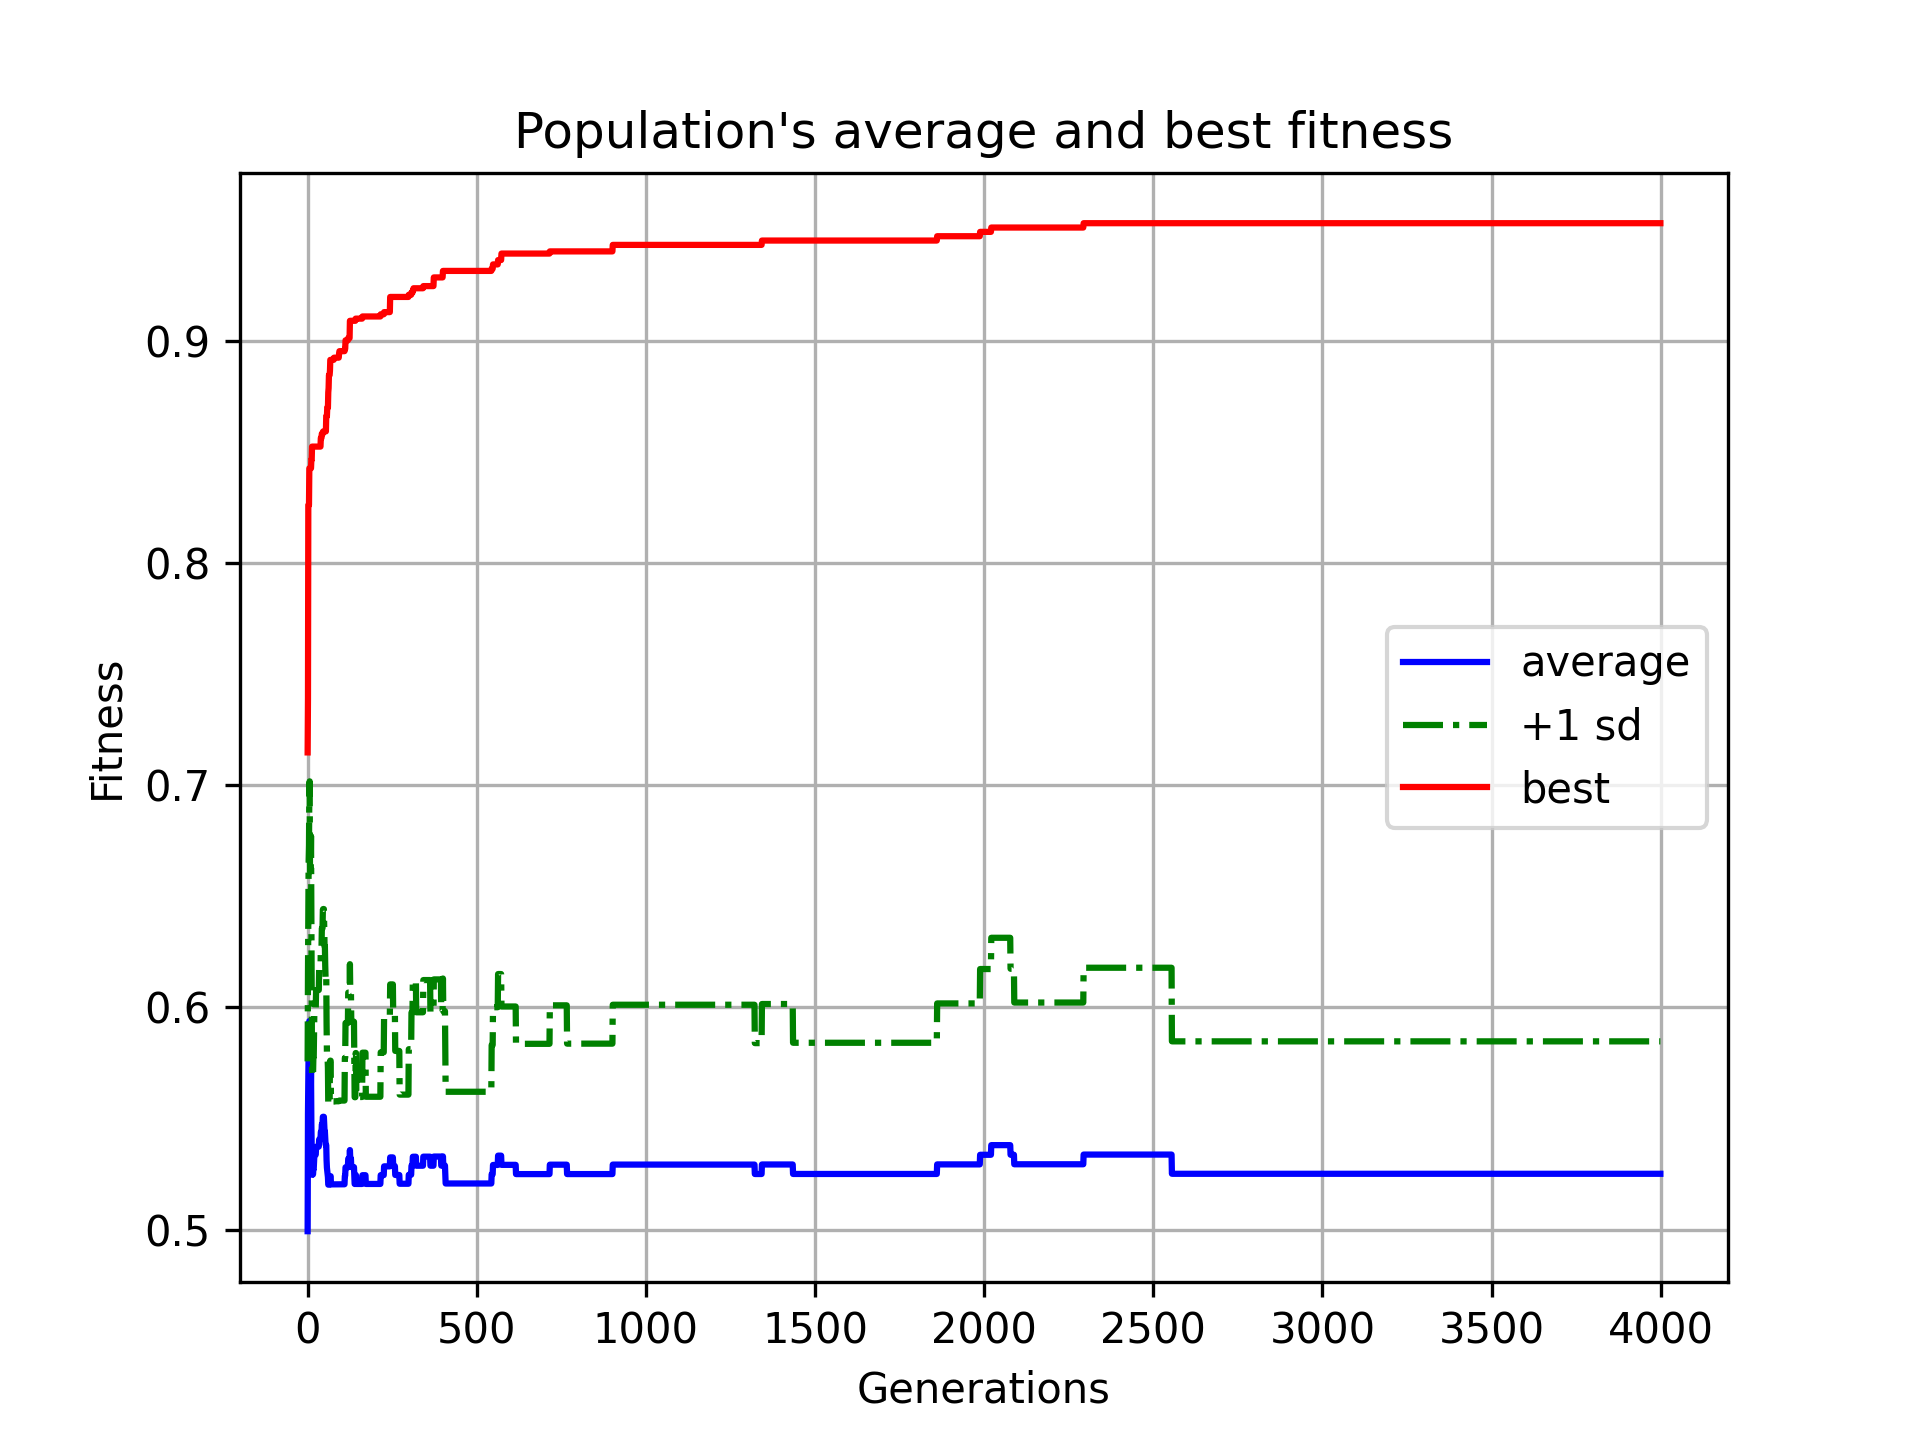 Population's average and best fitness
Fitness
0.9
0.8
0.7
0.6
0.5
average
+1 sd
best
0 500 1000 1500 2000 2500 3000 3500 4000
Generations